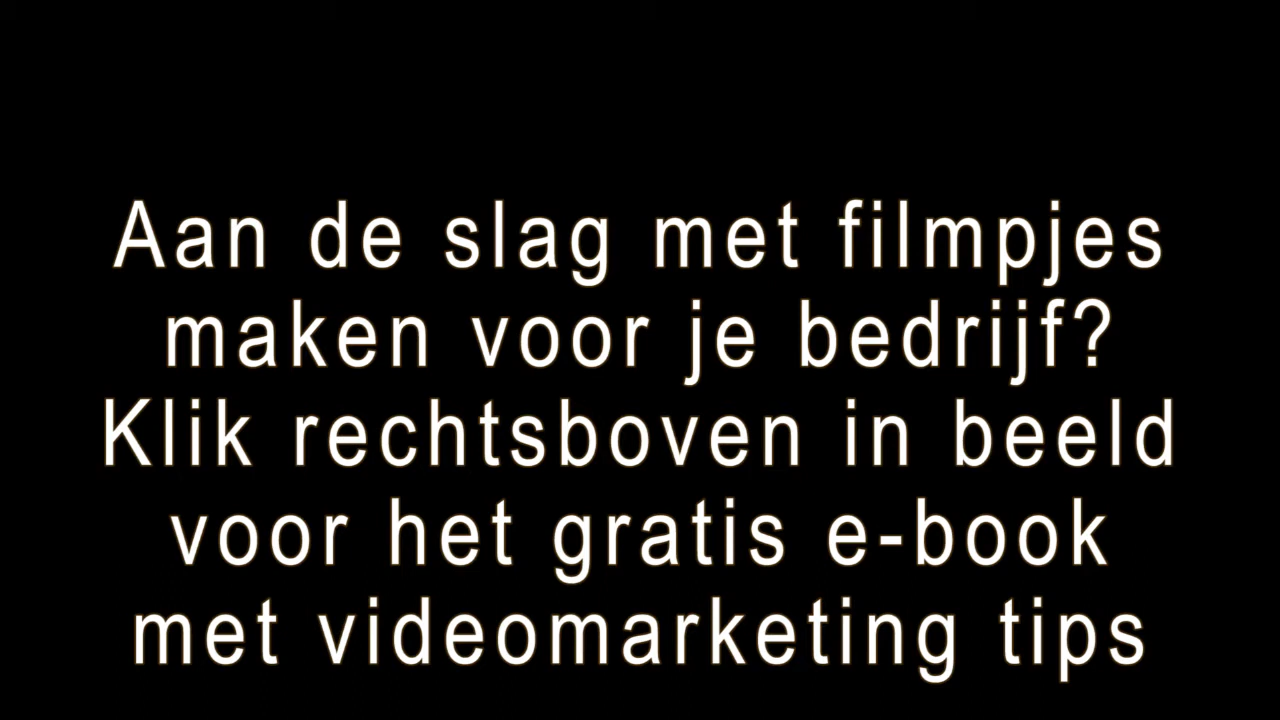 Aan de slag met filmpjes
maken voor je bedrijf?
Klik rechtsboven in beeld
voor het gratis e-book
met videomarketing tips